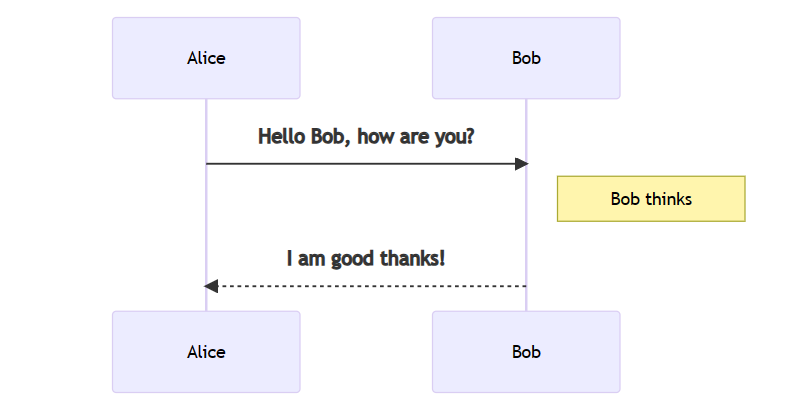 Alice
Bob
Hello Bob, how are you?
Bob thinks
I am good thanks!
Alice
Bob